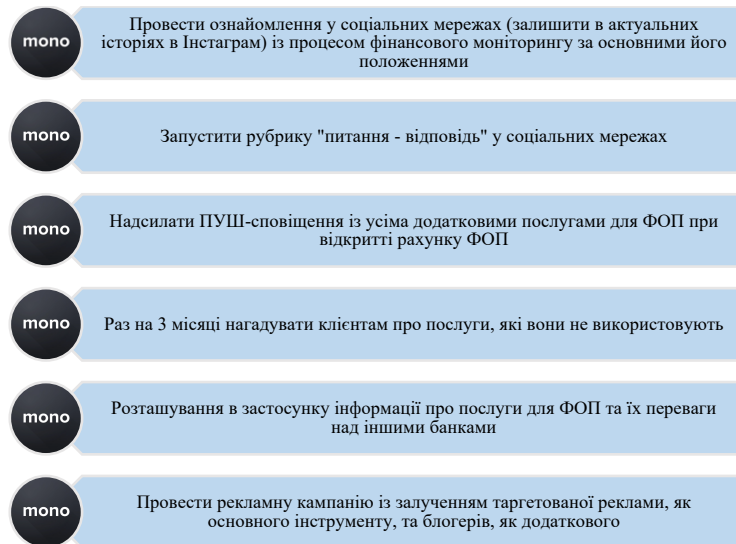 mono
Провести ознайомлення у соціальних мережах (залишити в актуальних
історіях в Інстаграм) із процесом фінансового моніторингу за основними його
положеннями
mono
Запустити рубрику "питання - відповідь" у соціальних мережах
mono
Надсилати ПУШ-сповіщення із усіма додатковими послугами для ФОП при
відкритті рахунку ФОП
mono
Раз на 3 місяці нагадувати клієнтам про послуги, які вони не використовують
mono
Розташування в застосунку інформації про послуги для ФОП та їх переваги
над іншими банками
mono
Провести рекламну кампанію із залученням таргетованої реклами, як
основного інструменту, та блогерів, як додаткового